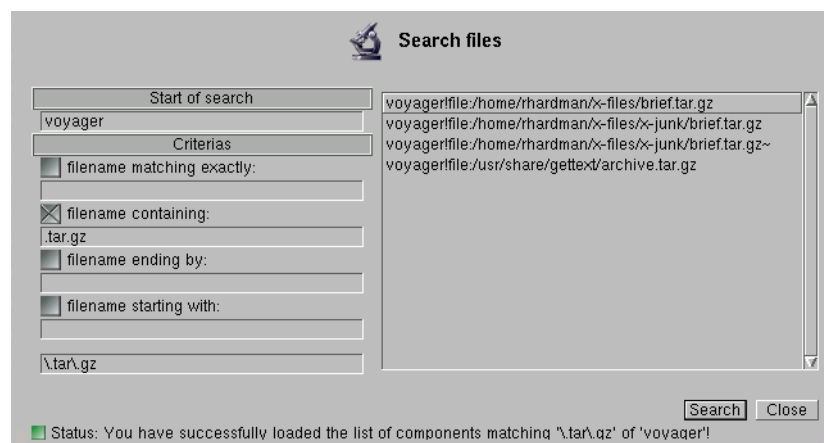 Search files
Start of search
voyager
Criterias
filename matching exactly:
filename containing:
.tar.gz
filename ending by:
filename starting with:
\.tar\.gz
voyager!file:/home/rhardman/x-files/brief.tar.gz
voyager!file:/home/rhardman/x-files/x-junk/brief.tar.gz
voyager!file:/home/rhardman/x-files/x-junk/brief.tar.gz~
voyager!file:/usr/share/gettext/archive.tar.gz
Search Close
Status: You have successfully loaded the list of components matching '\.tar\.gz' of 'voyager'!